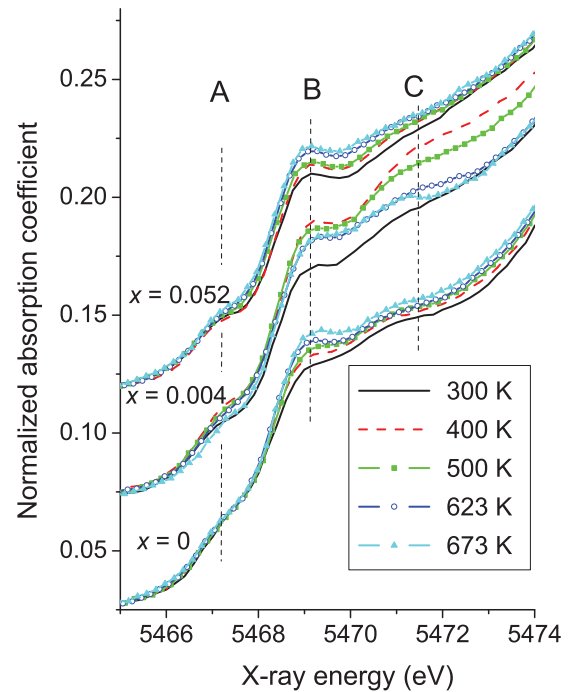 A
B
C
0.25
0.20
0.15
0.10
0.05
Normalized absorption coefficient
x = 0.052
x = 0.004
x = 0
300 K
400 K
500 K
623 K
673 K
5466
5468
5470
5472
5474
X-ray energy (eV)